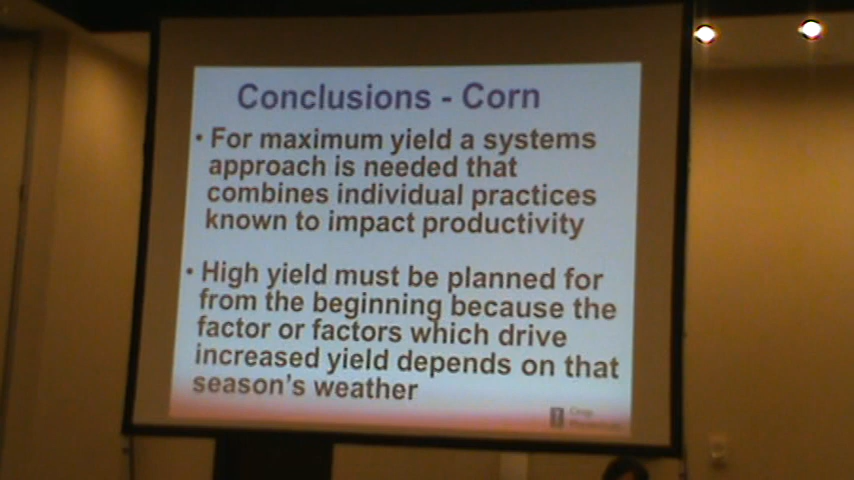 Conclusions - Corn
• For maximum yield a systems
approach is needed that
combines individual practices
known to impact productivity
• High yield must be planned for
from the beginning because the
factor or factors which drive
increased yield depends on that
season's weather
Crop